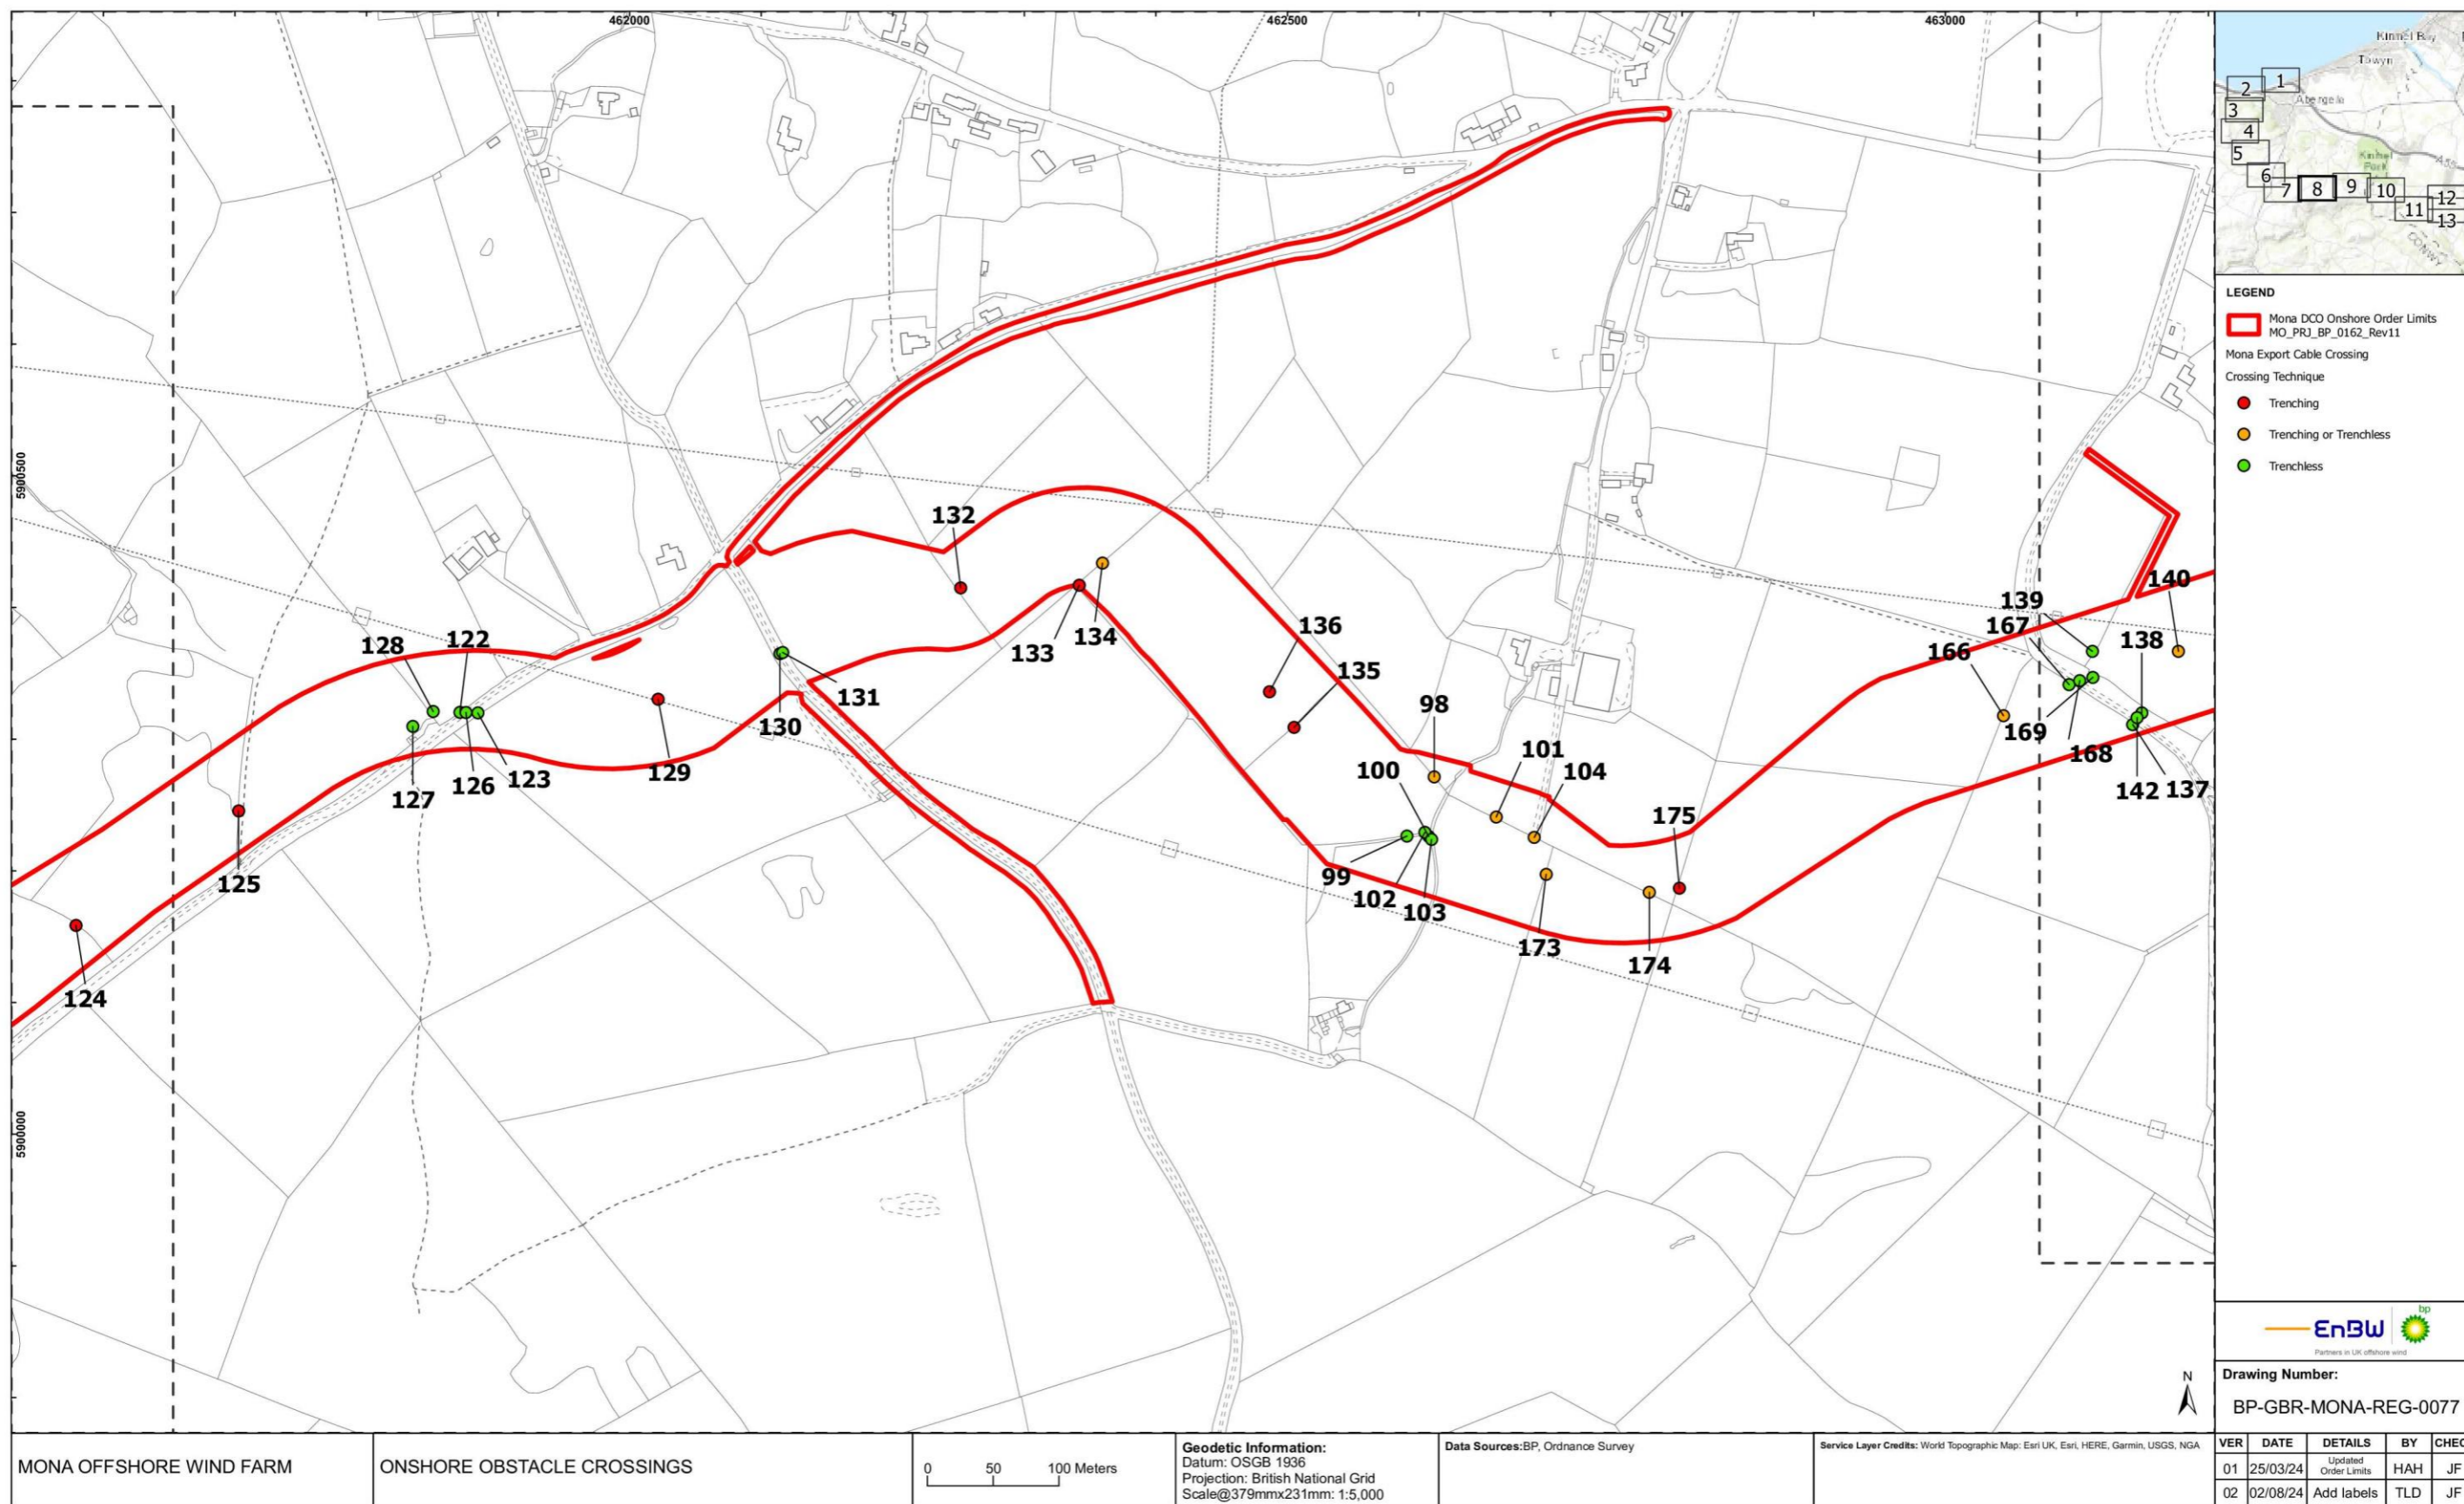 462000
462500
463000
5900500
5900000
132
136
135
133
134
128
122
131
130
98
101
104
100
127
126
123
129
125
124
99
102
103
175
173
174
139
167
166
138
140
169
168
142
137
Kinmel Bay
Towyn
Abergele
Kinmel
Park
A55
CONWY
1
2
3
4
5
6
7
8
9
10
11
12
13
LEGEND
Mona DCO Onshore Order Limits
MO_PRJ_BP_0162_Rev11
Mona Export Cable Crossing
Crossing Technique
Trenching
Trenching or Trenchless
Trenchless
EnBW
bp
Partners in UK offshore wind
N
Drawing Number:
BP-GBR-MONA-REG-0077
MONA OFFSHORE WIND FARM
ONSHORE OBSTACLE CROSSINGS
0 50 100 Meters
Geodetic Information:
Datum: OSGB 1936
Projection: British National Grid
Scale@379mmx231mm: 1:5,000
Data Sources:BP, Ordnance Survey
Service Layer Credits: World Topographic Map: Esri UK, Esri, HERE, Garmin, USGS, NGA
VER DATE DETAILS BY CHEC
01 25/03/24 Updated Order Limits HAH JF
02 02/08/24 Add labels TLD JF